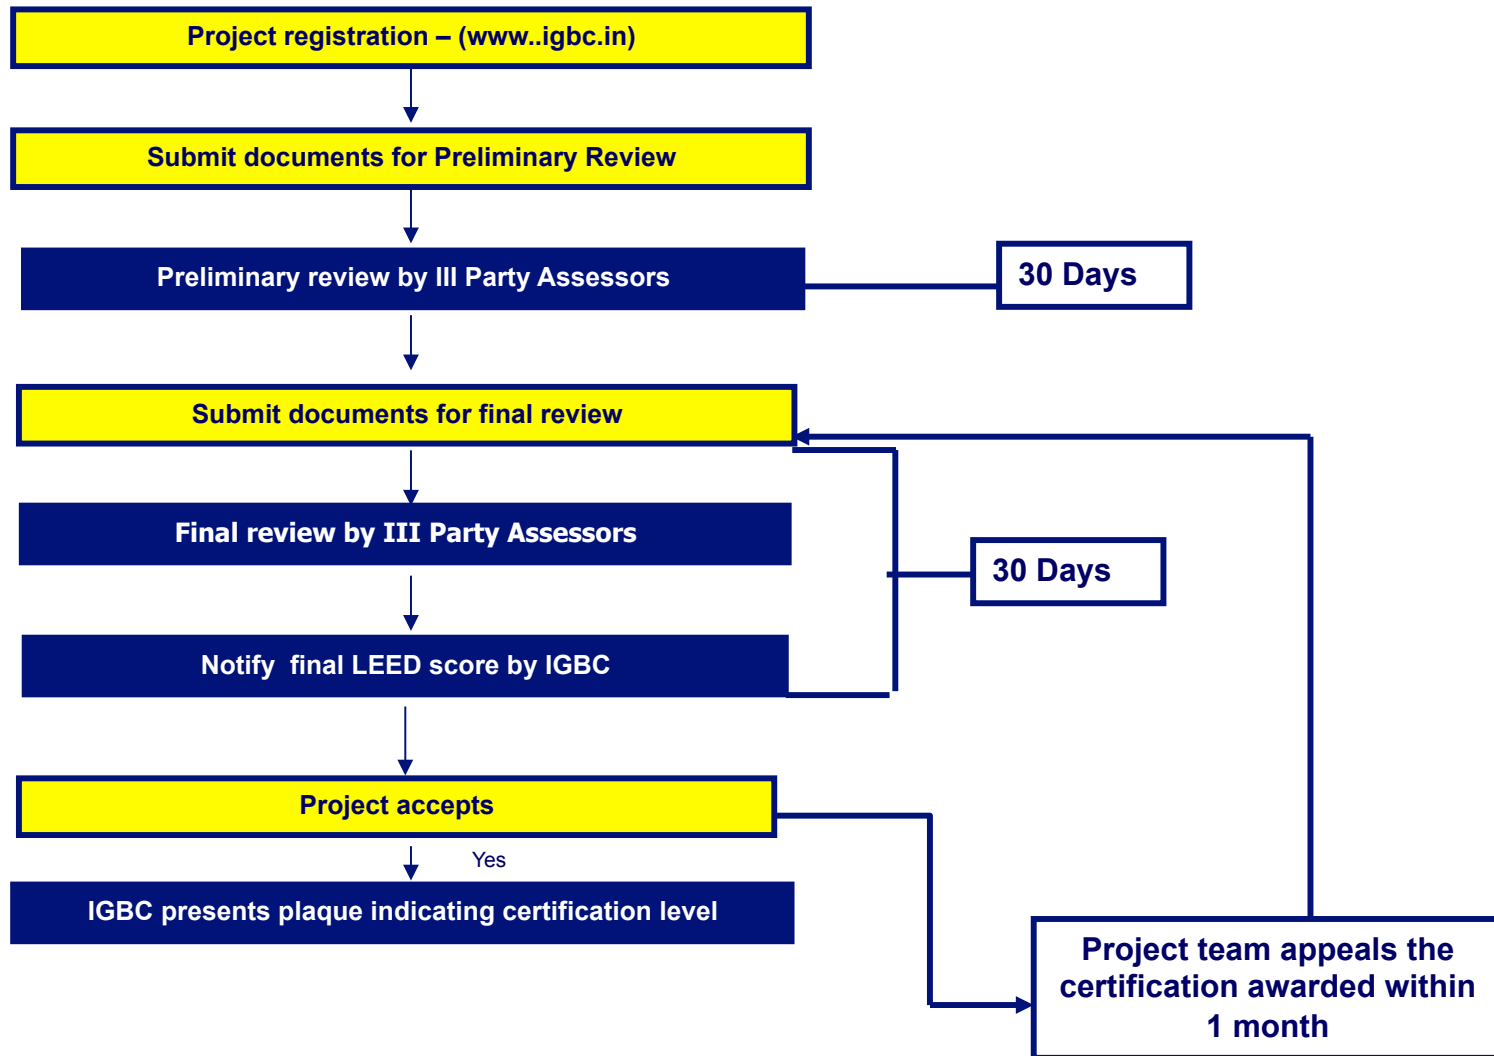 Project registration – (www..igbc.in)
Submit documents for Preliminary Review
Preliminary review by III Party Assessors
30 Days
Submit documents for final review
Final review by III Party Assessors
30 Days
Notify  final LEED score by IGBC
Project accepts
Yes
IGBC presents plaque indicating certification level
Project team appeals the
certification awarded within
1 month